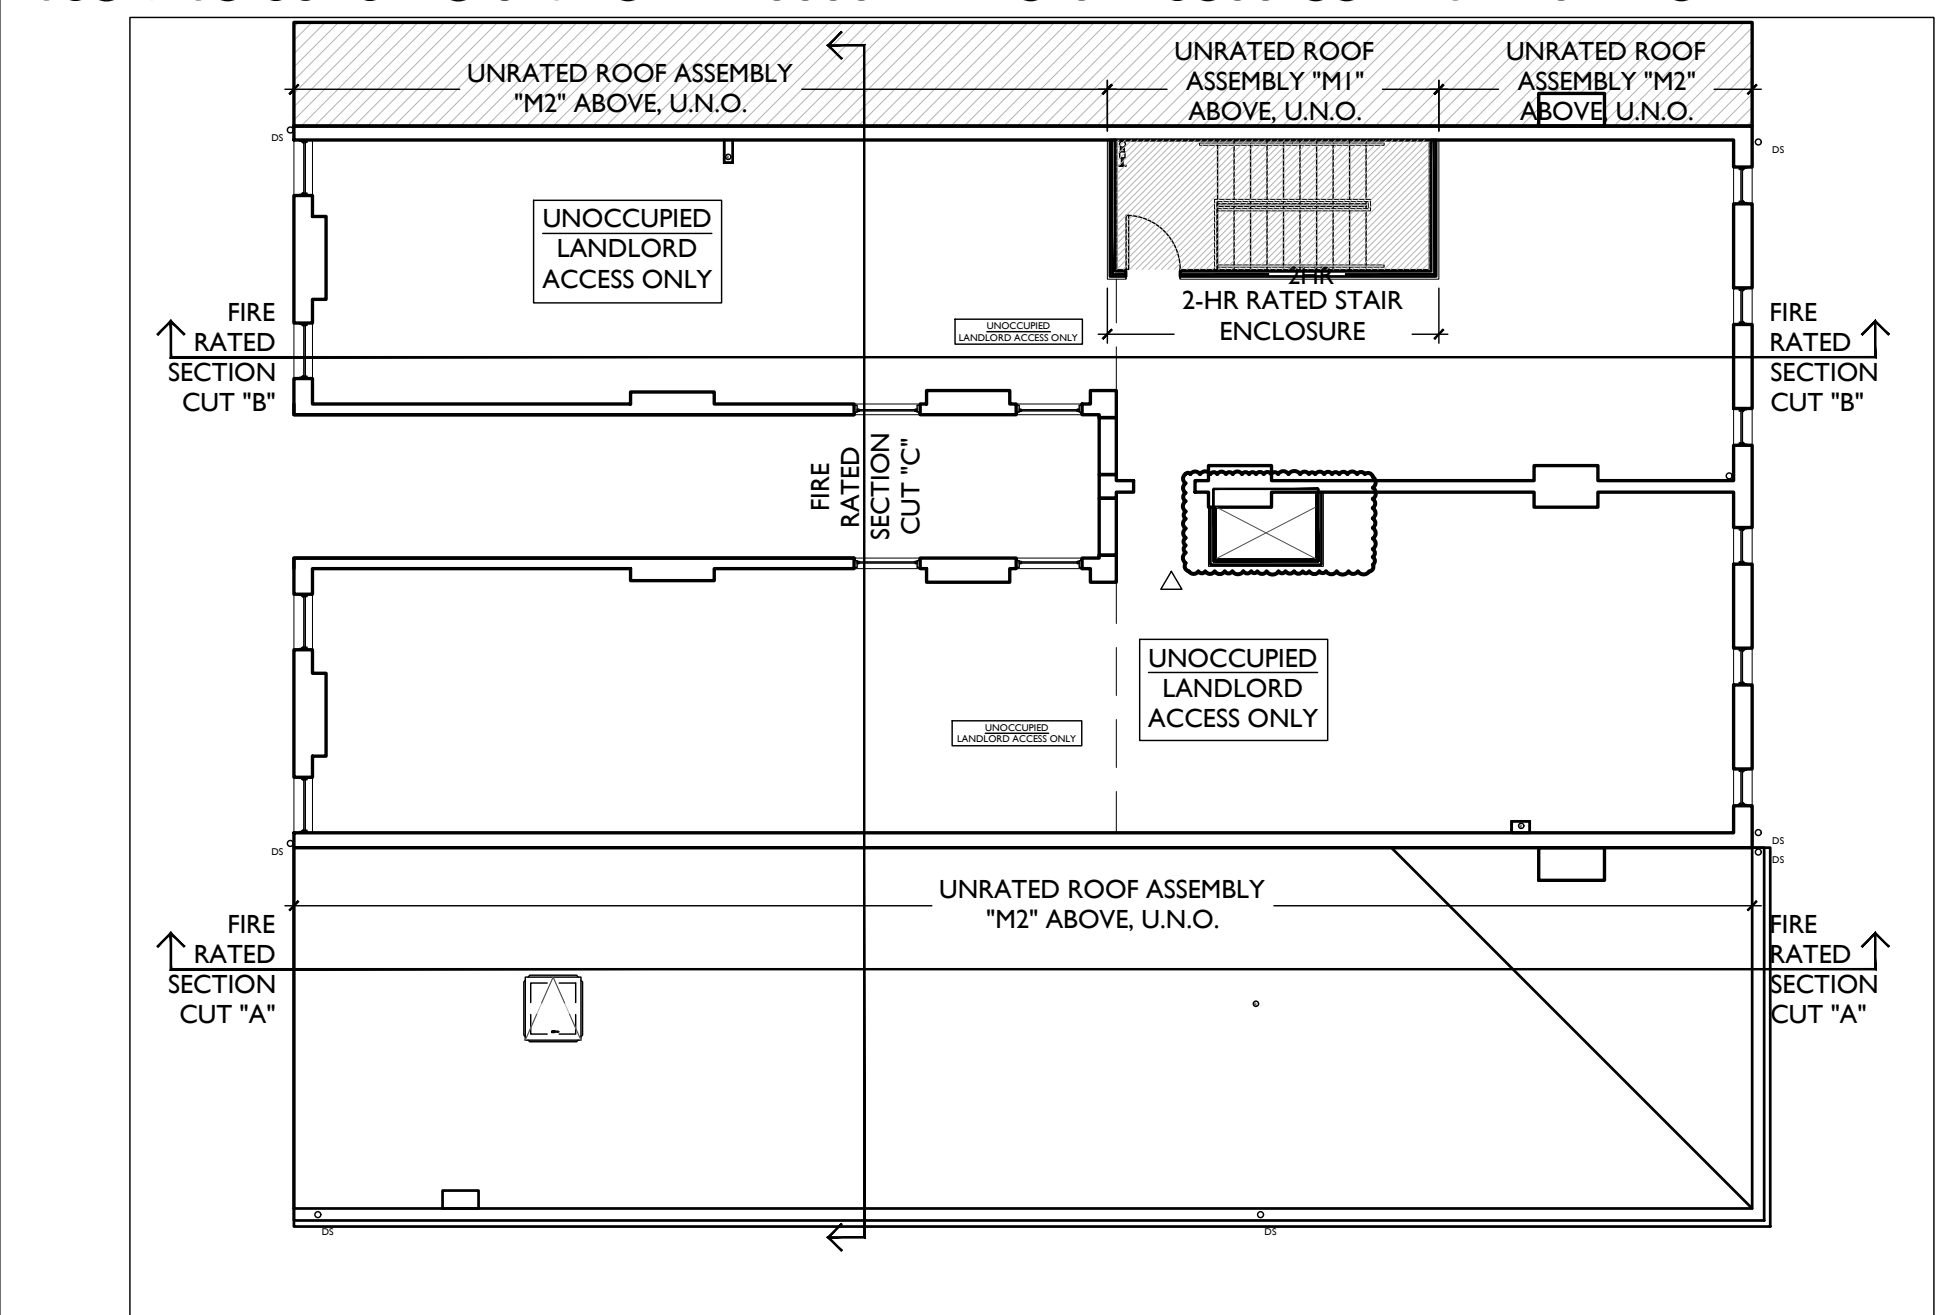 UNRATED ROOF ASSEMBLY
"M2" ABOVE, U.N.O.
UNRATED ROOF
ASSEMBLY "M1"
ABOVE, U.N.O.
UNRATED ROOF
ASSEMBLY "M2"
ABOVE, U.N.O.
DS
DS
UNOCCUPIED
LANDLORD
ACCESS ONLY
2HR
2-HR RATED STAIR
ENCLOSURE
UNOCCUPIED
LANDLORD ACCESS ONLY
FIRE
RATED
SECTION
CUT "B"
FIRE
RATED
SECTION
CUT "B"
FIRE
RATED
SECTION
CUT "C"
UNOCCUPIED
LANDLORD
ACCESS ONLY
UNOCCUPIED
LANDLORD ACCESS ONLY
DS
DS
DS
UNRATED ROOF ASSEMBLY
"M2" ABOVE, U.N.O.
FIRE
RATED
SECTION
CUT "A"
FIRE
RATED
SECTION
CUT "A"
DS
DS